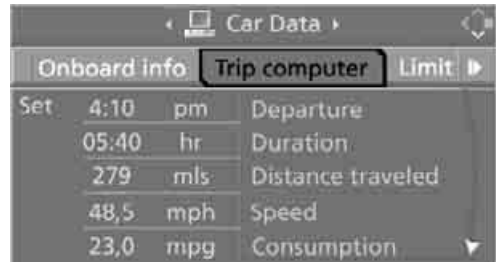 Car Data
Onboard info Trip computer Limit
Set 4:10 pm Departure
05:40 hr Duration
279 mls Distance traveled
48,5 mph Speed
23,0 mpg Consumption